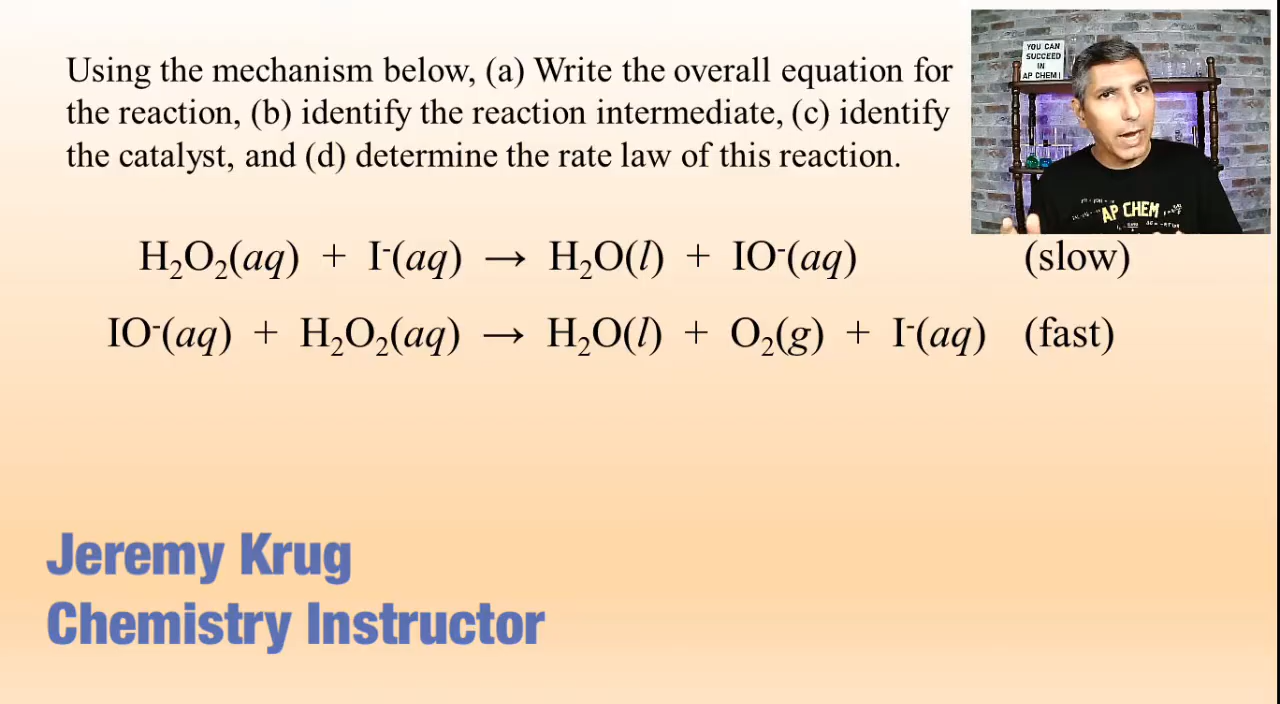 Using the mechanism below, (a) Write the overall equation for
the reaction, (b) identify the reaction intermediate, (c) identify
the catalyst, and (d) determine the rate law of this reaction.
YOU CAN
SUCCEED
IN
AP CHEM!
AP CHEM
H₂O₂(aq) + I⁻(aq) → H₂O(l) + IO⁻(aq) (slow)
IO⁻(aq) + H₂O₂(aq) → H₂O(l) + O₂(g) + I⁻(aq) (fast)
Jeremy Krug
Chemistry Instructor